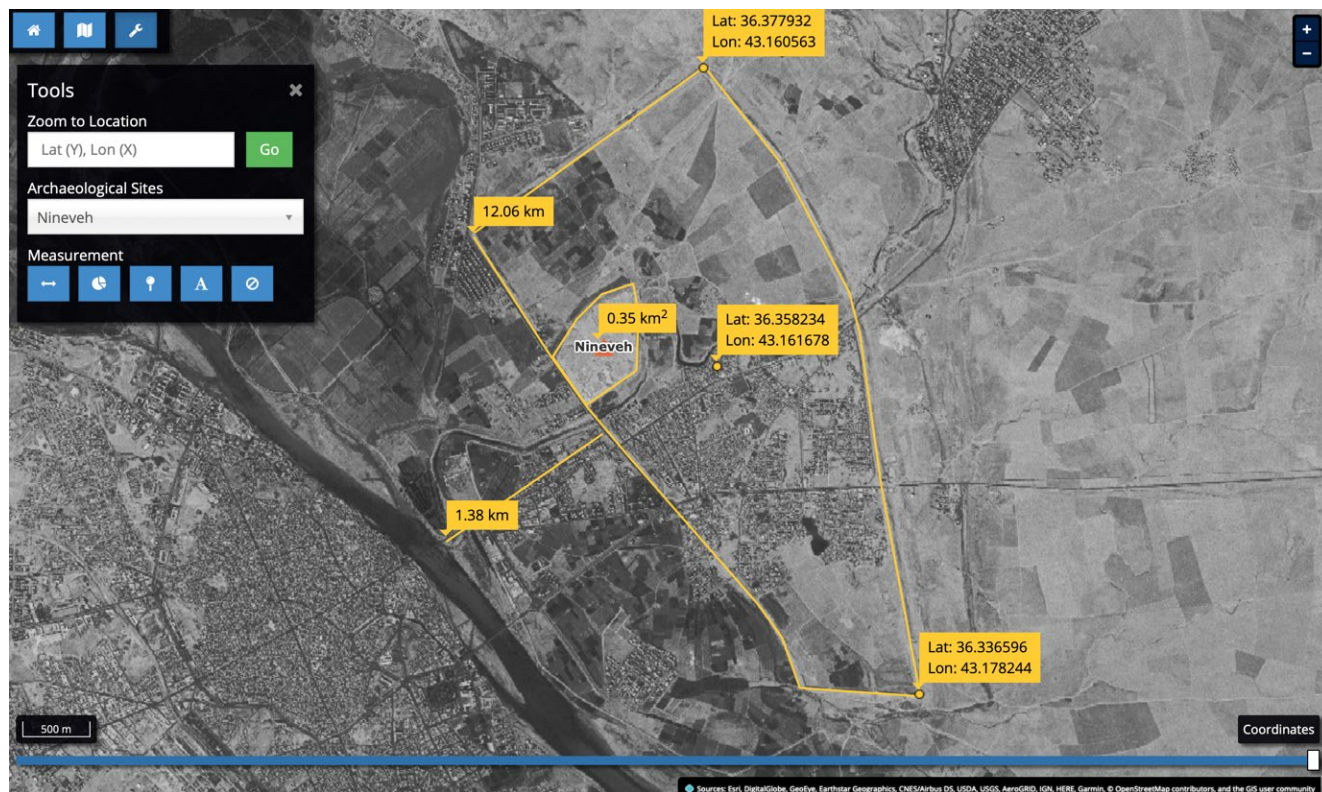 Lat: 36.377932
Lon: 43.160563
+
−
Tools
Zoom to Location
Lat (Y), Lon (X)
Go
Archaeological Sites
Nineveh
Measurement
A
12.06 km
0.35 km²
Nineveh
Lat: 36.358234
Lon: 43.161678
1.38 km
Lat: 36.336596
Lon: 43.178244
500 m
Coordinates
Sources: Esri, DigitalGlobe, GeoEye, Earthstar Geographics, CNES/Airbus DS, USDA, USGS, AeroGRID, IGN, HERE, Garmin, © OpenStreetMap contributors, and the GIS user community